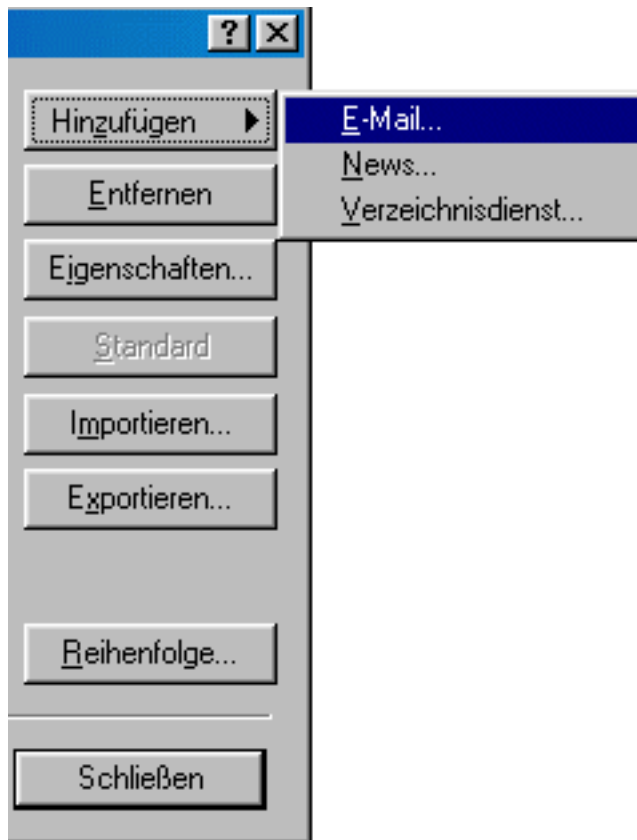 ?
Hinzufügen
E-Mail...
News...
Verzeichnisdienst...
Entfernen
Eigenschaften...
Standard
Importieren...
Exportieren...
Reihenfolge...
Schließen